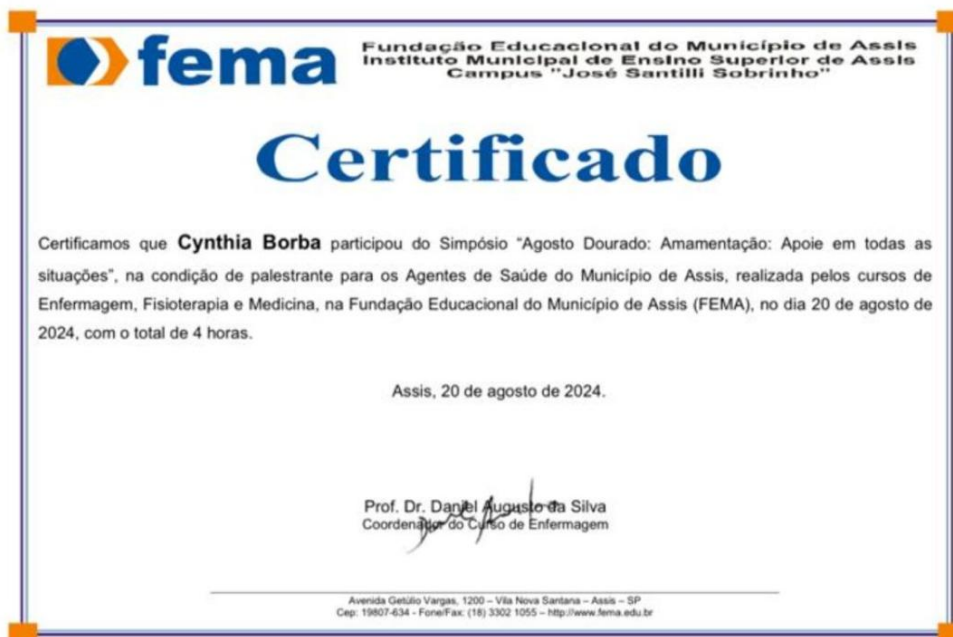 fema
Fundação Educacional do Município de Assis
Instituto Municipal de Ensino Superior de Assis
Campus "José Santilli Sobrinho"
Certificado
Certificamos que Cynthia Borba participou do Simpósio "Agosto Dourado: Amamentação: Apoie em todas as
situações", na condição de palestrante para os Agentes de Saúde do Município de Assis, realizada pelos cursos de
Enfermagem, Fisioterapia e Medicina, na Fundação Educacional do Município de Assis (FEMA), no dia 20 de agosto de
2024, com o total de 4 horas.
Assis, 20 de agosto de 2024.
Prof. Dr. Daniel Augusto da Silva
Coordenador do Curso de Enfermagem
Avenida Getúlio Vargas, 1200 – Vila Nova Santana – Assis – SP
Cep: 19807-634 - Fone/Fax: (18) 3302 1055 – http://www.fema.edu.br